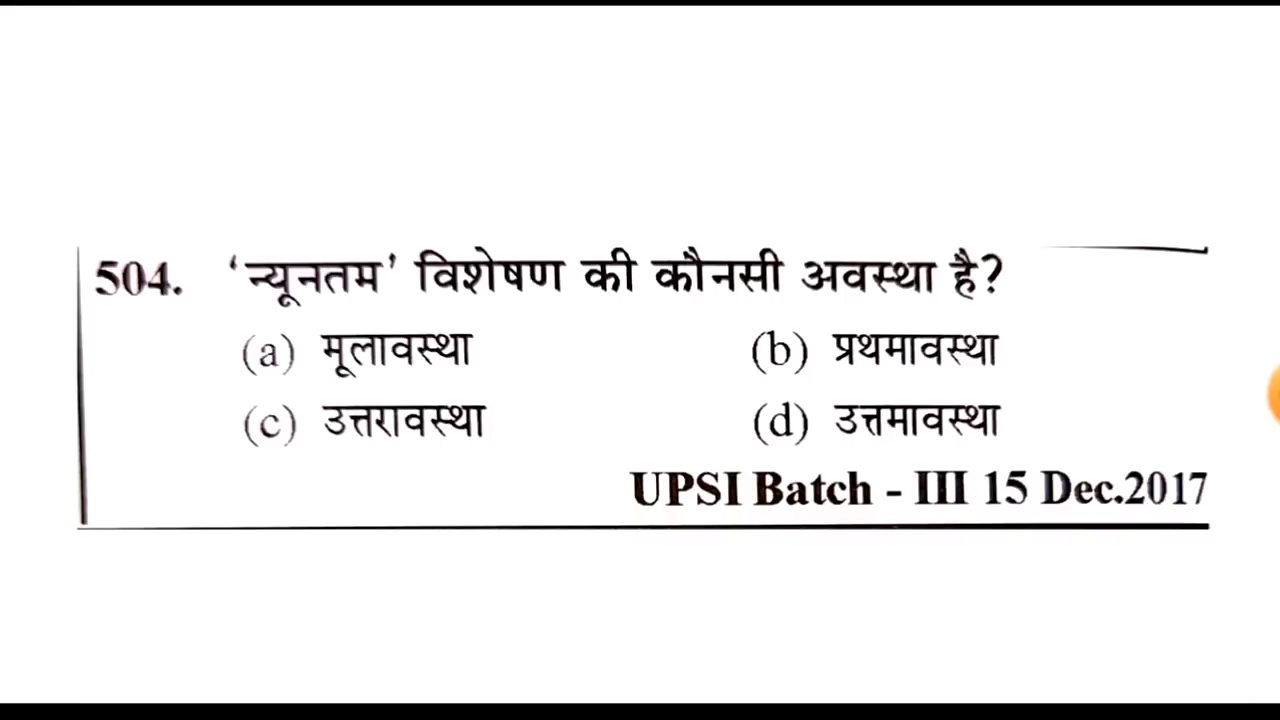 504. 'न्यूनतम' विशेषण की कौनसी अवस्था है?
(a) मूलावस्था (b) प्रथमावस्था
(c) उत्तरावस्था (d) उत्तमावस्था
UPSI Batch - III 15 Dec.2017